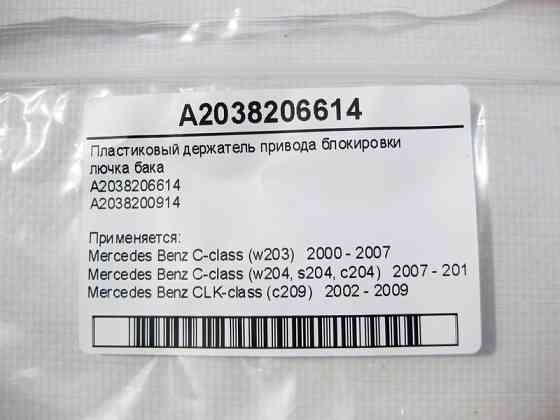 A2038206614
Пластиковый держатель привода блокировки
лючка бака
A2038206614
A2038200914
Применяется:
Mercedes Benz C-class (w203) 2000 - 2007
Mercedes Benz C-class (w204, s204, c204) 2007 - 201
Mercedes Benz CLK-class (c209) 2002 - 2009